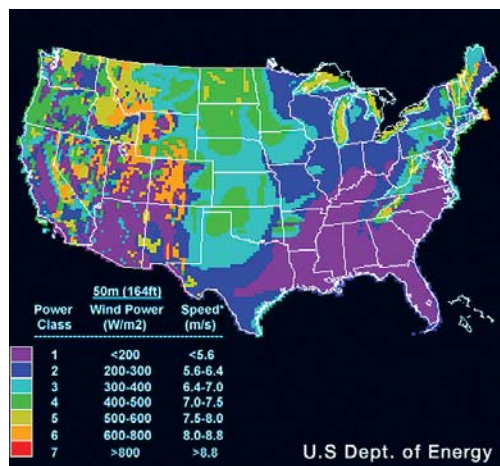 50m (164ft)
Power Wind Power Speed*
Class (W/m2) (m/s)
1 <200 <5.6
2 200-300 5.6-6.4
3 300-400 6.4-7.0
4 400-500 7.0-7.5
5 500-600 7.5-8.0
6 600-800 8.0-8.8
7 >800 >8.8
U.S Dept. of Energy